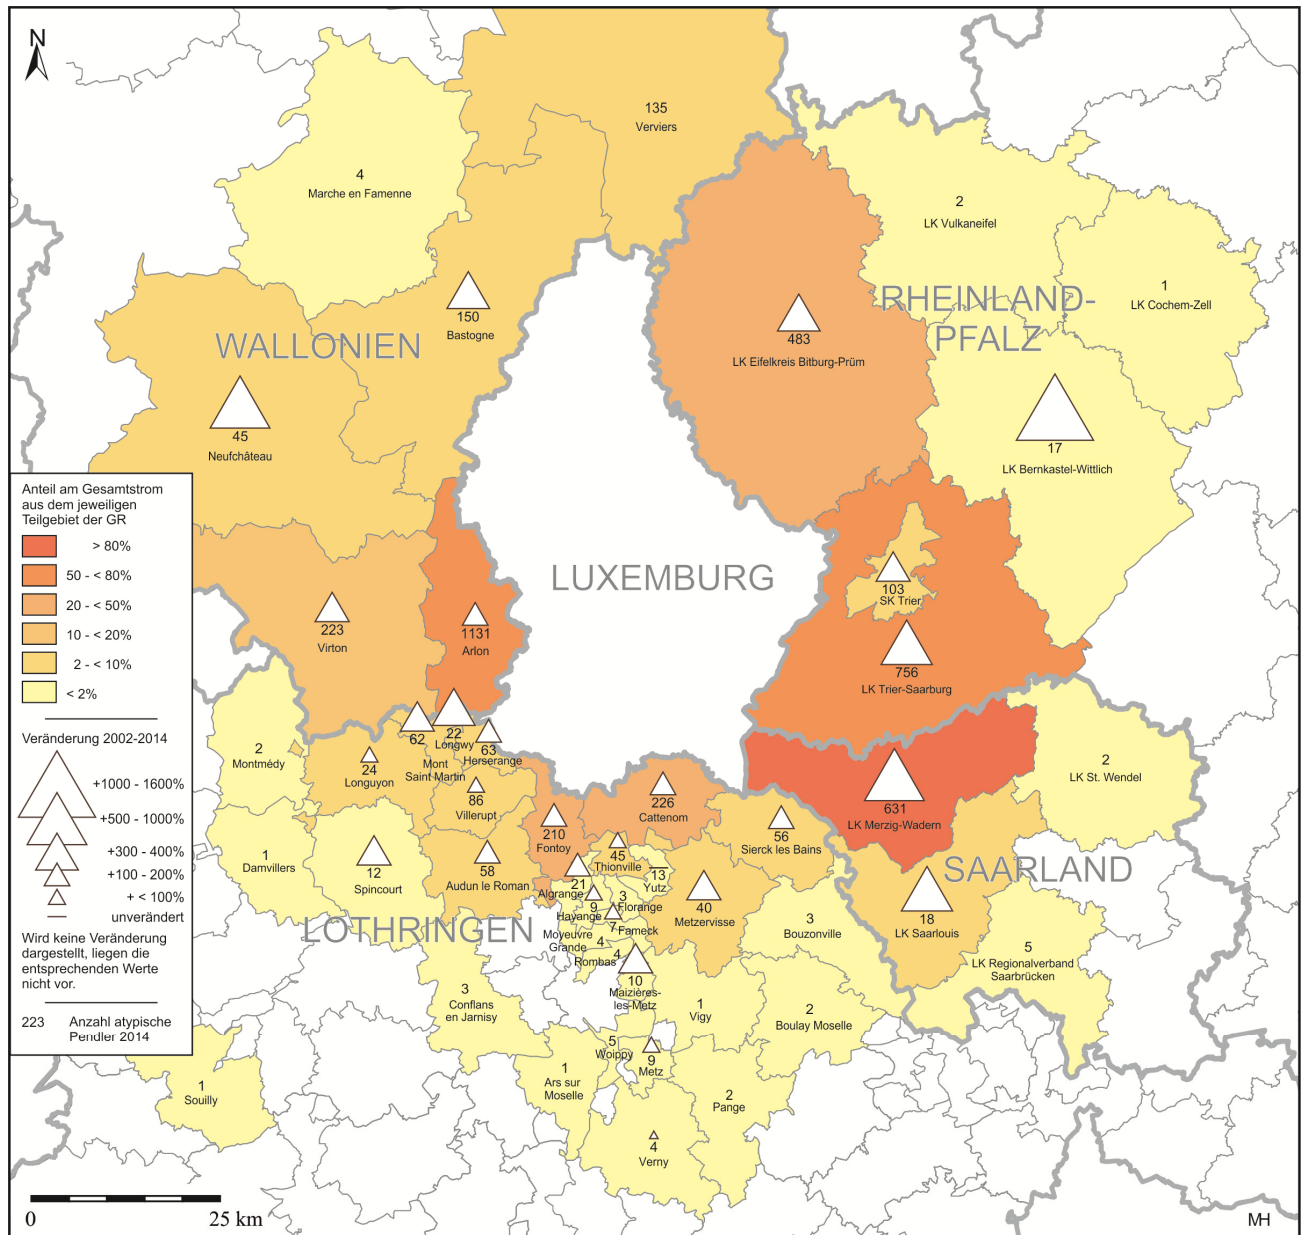 N
135
Verviers
4
Marche en Famenne
2
LK Vulkaneifel
1
LK Cochem-Zell
RHEINLAND-
PFALZ
150
Bastogne
WALLONIEN
483
LK Eifelkreis Bitburg-Prüm
45
Neufchâteau
17
LK Bernkastel-Wittlich
Anteil am Gesamtstrom
aus dem jeweiligen
Teilgebiet der GR
> 80%
50 - < 80%
20 - < 50%
10 - < 20%
2 - < 10%
< 2%
Veränderung 2002-2014
+1000 - 1600%
+500 - 1000%
+300 - 400%
+100 - 200%
+ < 100%
unverändert
Wird keine Veränderung
dargestellt, liegen die
entsprechenden Werte
nicht vor.
223 Anzahl atypische
Pendler 2014
LUXEMBURG
103
SK Trier
223
Virton
1131
Arlon
756
LK Trier-Saarburg
2
Montmédy
62
22
Longwy
63
Herserange
Mont
Saint Martin
24
Longuyon
86
Villerupt
226
Cattenom
210
Fontoy
56
Sierck les Bains
631
LK Merzig-Wadern
2
LK St. Wendel
SAARLAND
1
Damvillers
12
Spincourt
58
Audun le Roman
45
Thionville
13
Yutz
21
Algrange
9
Hayange
3
Florange
7
Fameck
40
Metzervisse
18
LK Saarlouis
LOTHRINGEN
Moyeuvre
Grande
4
Rombas
4
3
Bouzonville
5
LK Regionalverband
Saarbrücken
10
Maizières-
les-Metz
3
Conflans
en Jarnisy
1
Vigy
2
Boulay Moselle
5
Woippy
9
Metz
1
Ars sur
Moselle
2
Pange
1
Souilly
4
Verny
0 25 km
MH